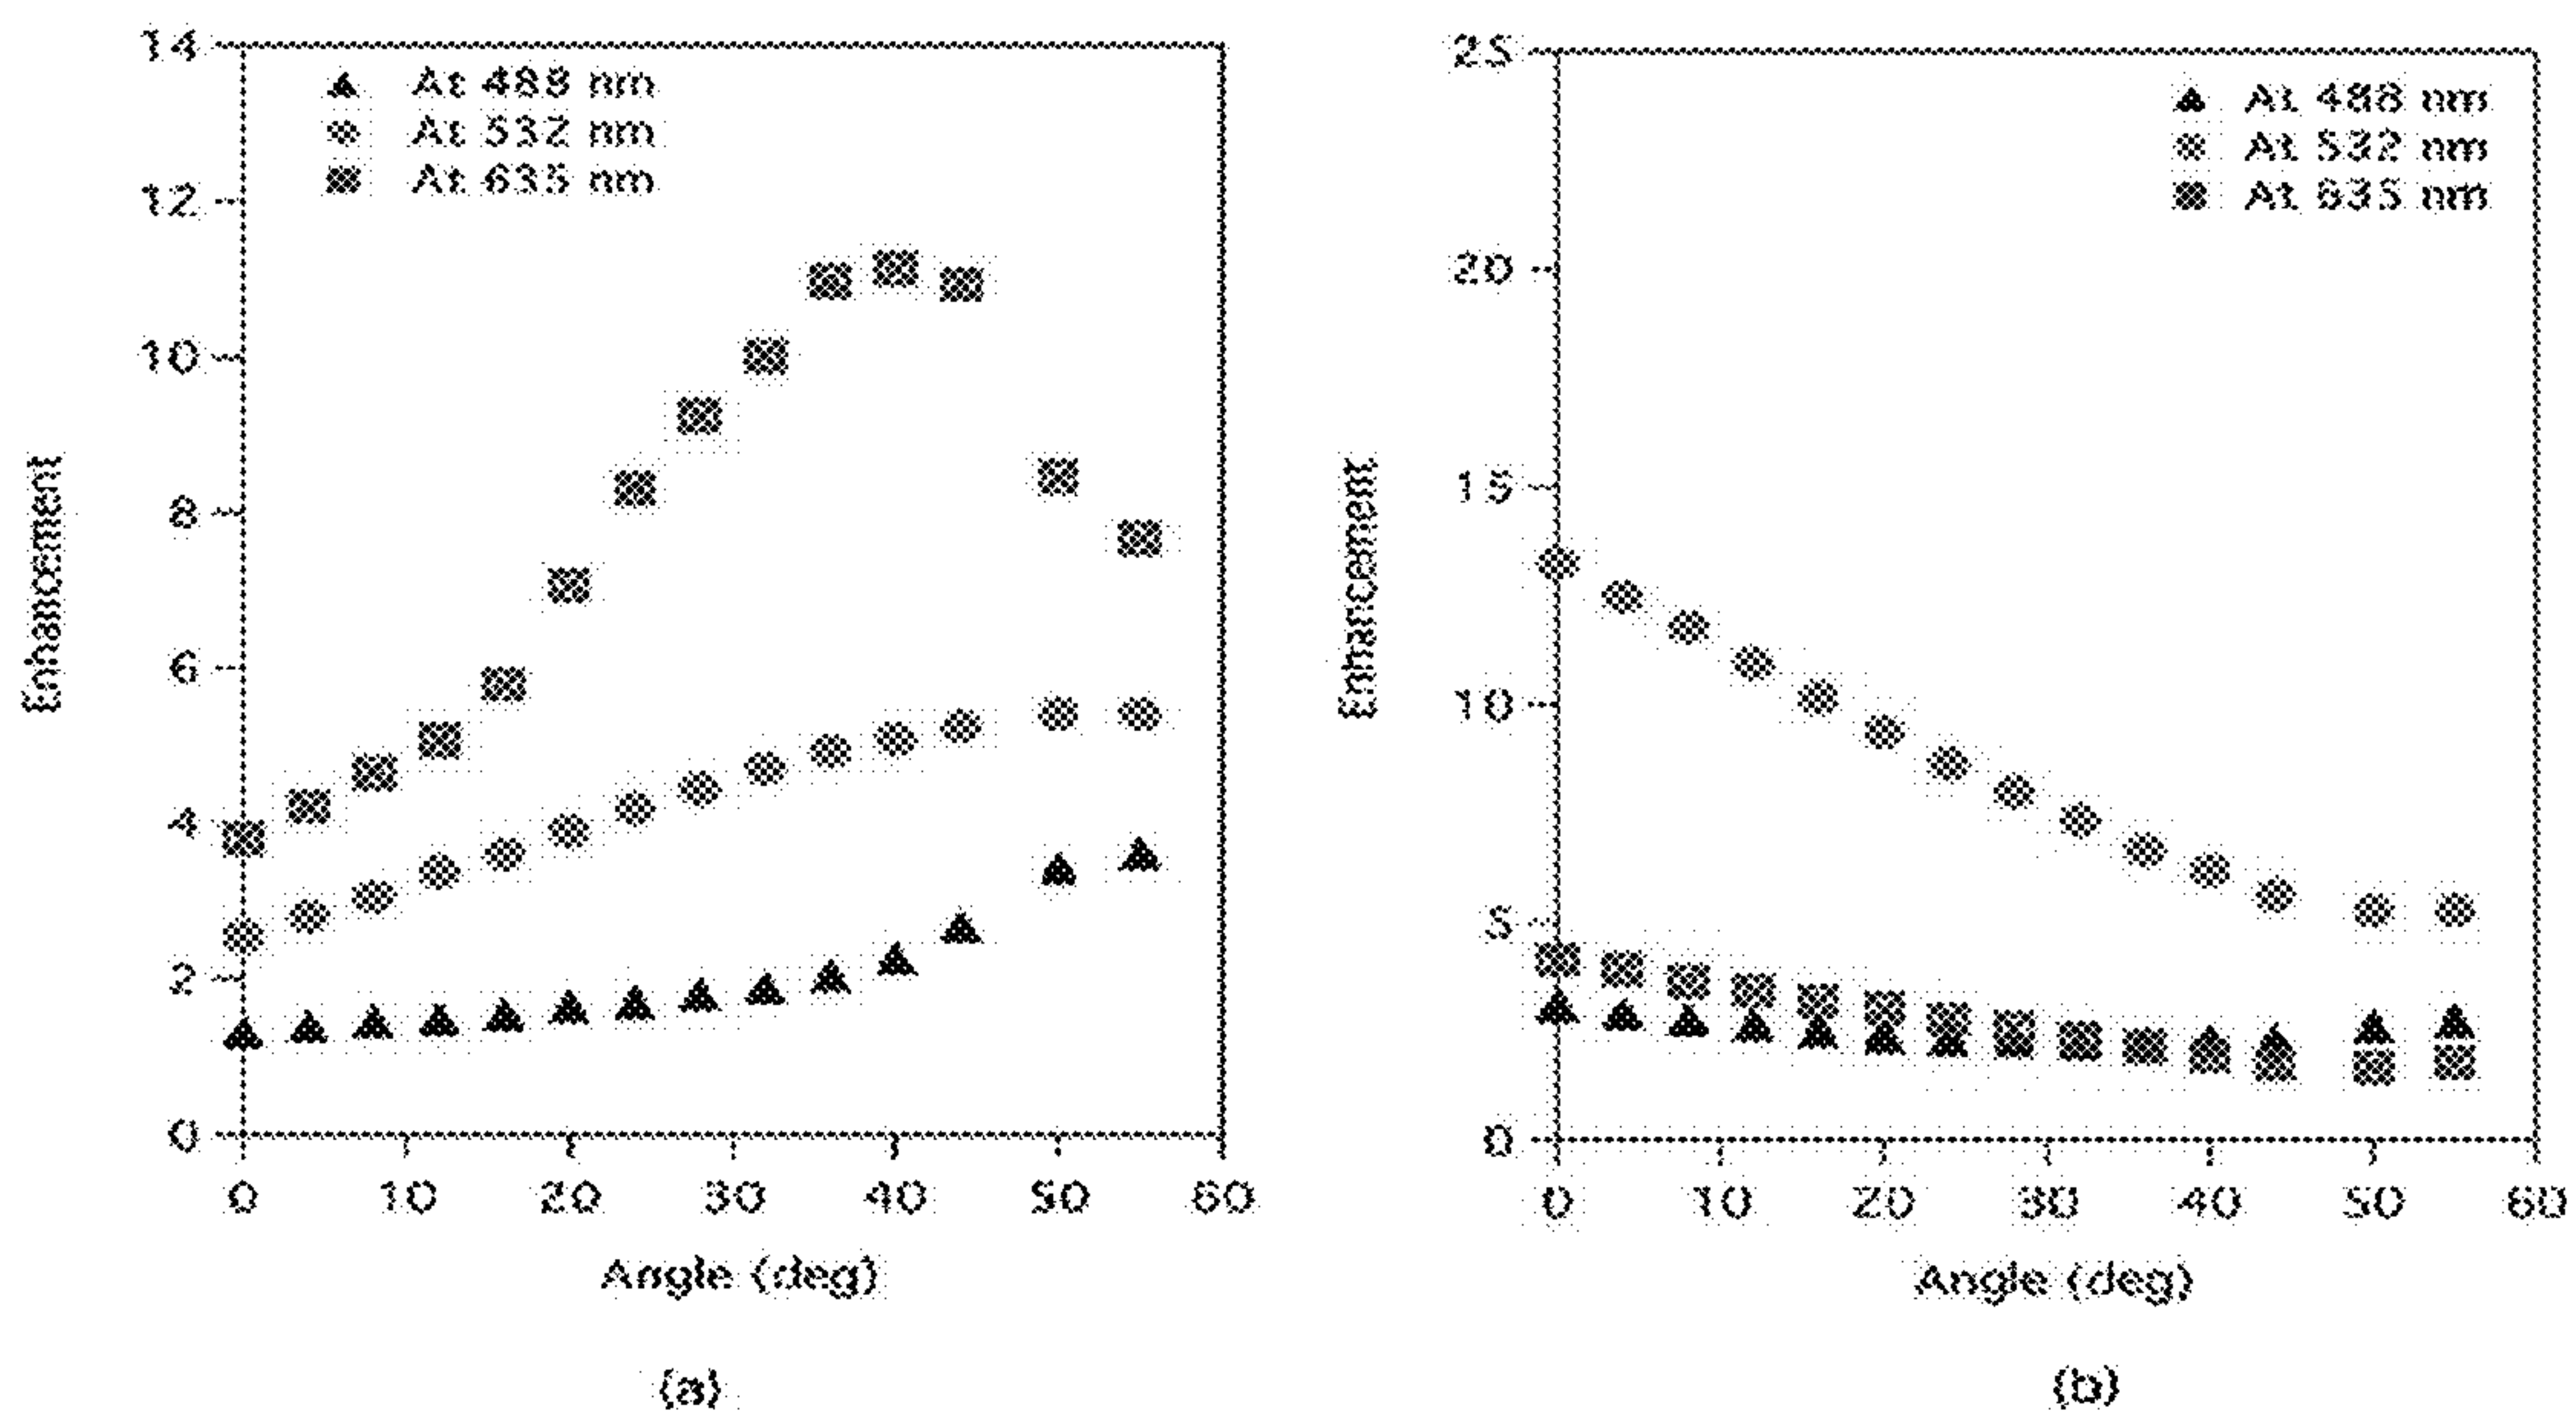 14
12
10
8
6
4
2
0
Enhancement
At 488 nm
At 532 nm
At 635 nm
0 10 20 30 40 50 60
Angle (deg)
(a)
25
20
15
10
5
0
Enhancement
At 488 nm
At 532 nm
At 635 nm
0 10 20 30 40 50 60
Angle (deg)
(b)